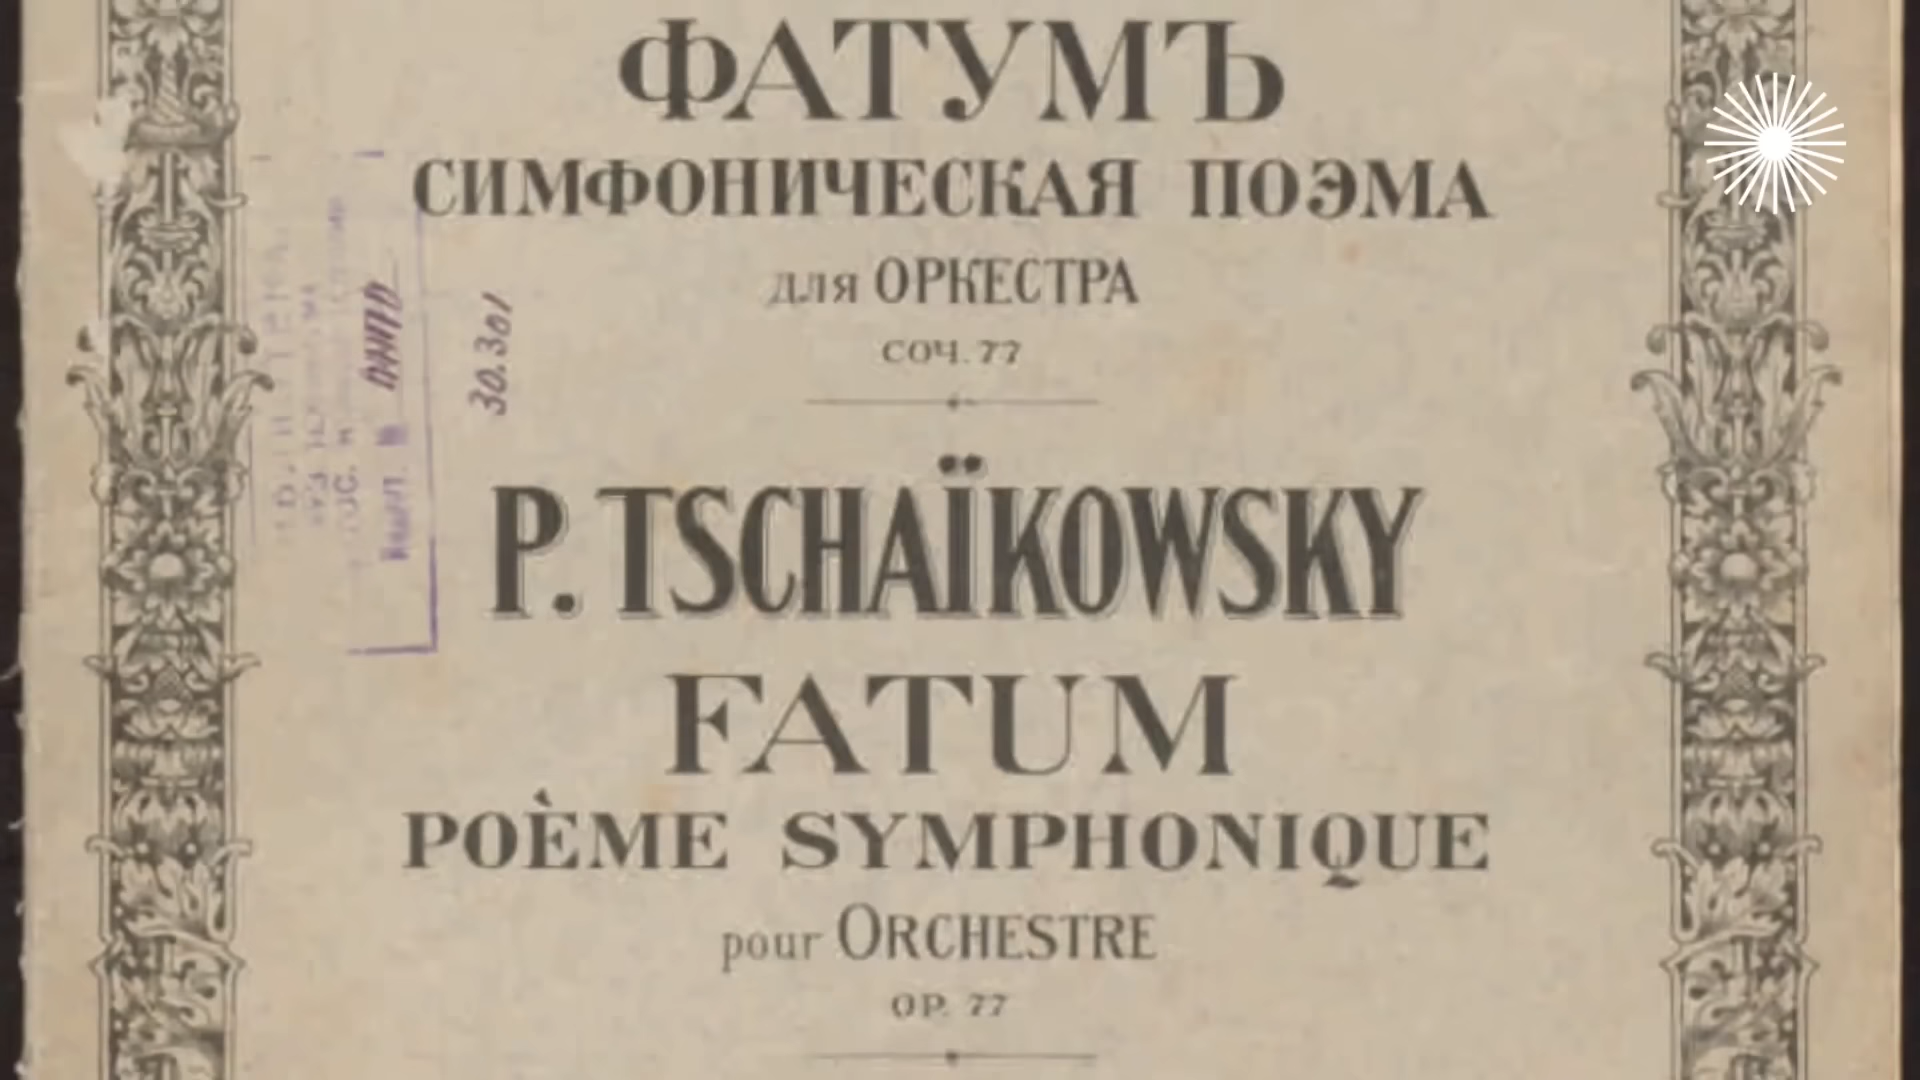 ФАТУМЪ
СИМФОНИЧЕСКАЯ ПОЭМА
для ОРКЕСТРА
СОЧ. 77
30.301
P. TSCHAÏKOWSKY
FATUM
POÈME SYMPHONIQUE
pour ORCHESTRE
OP. 77